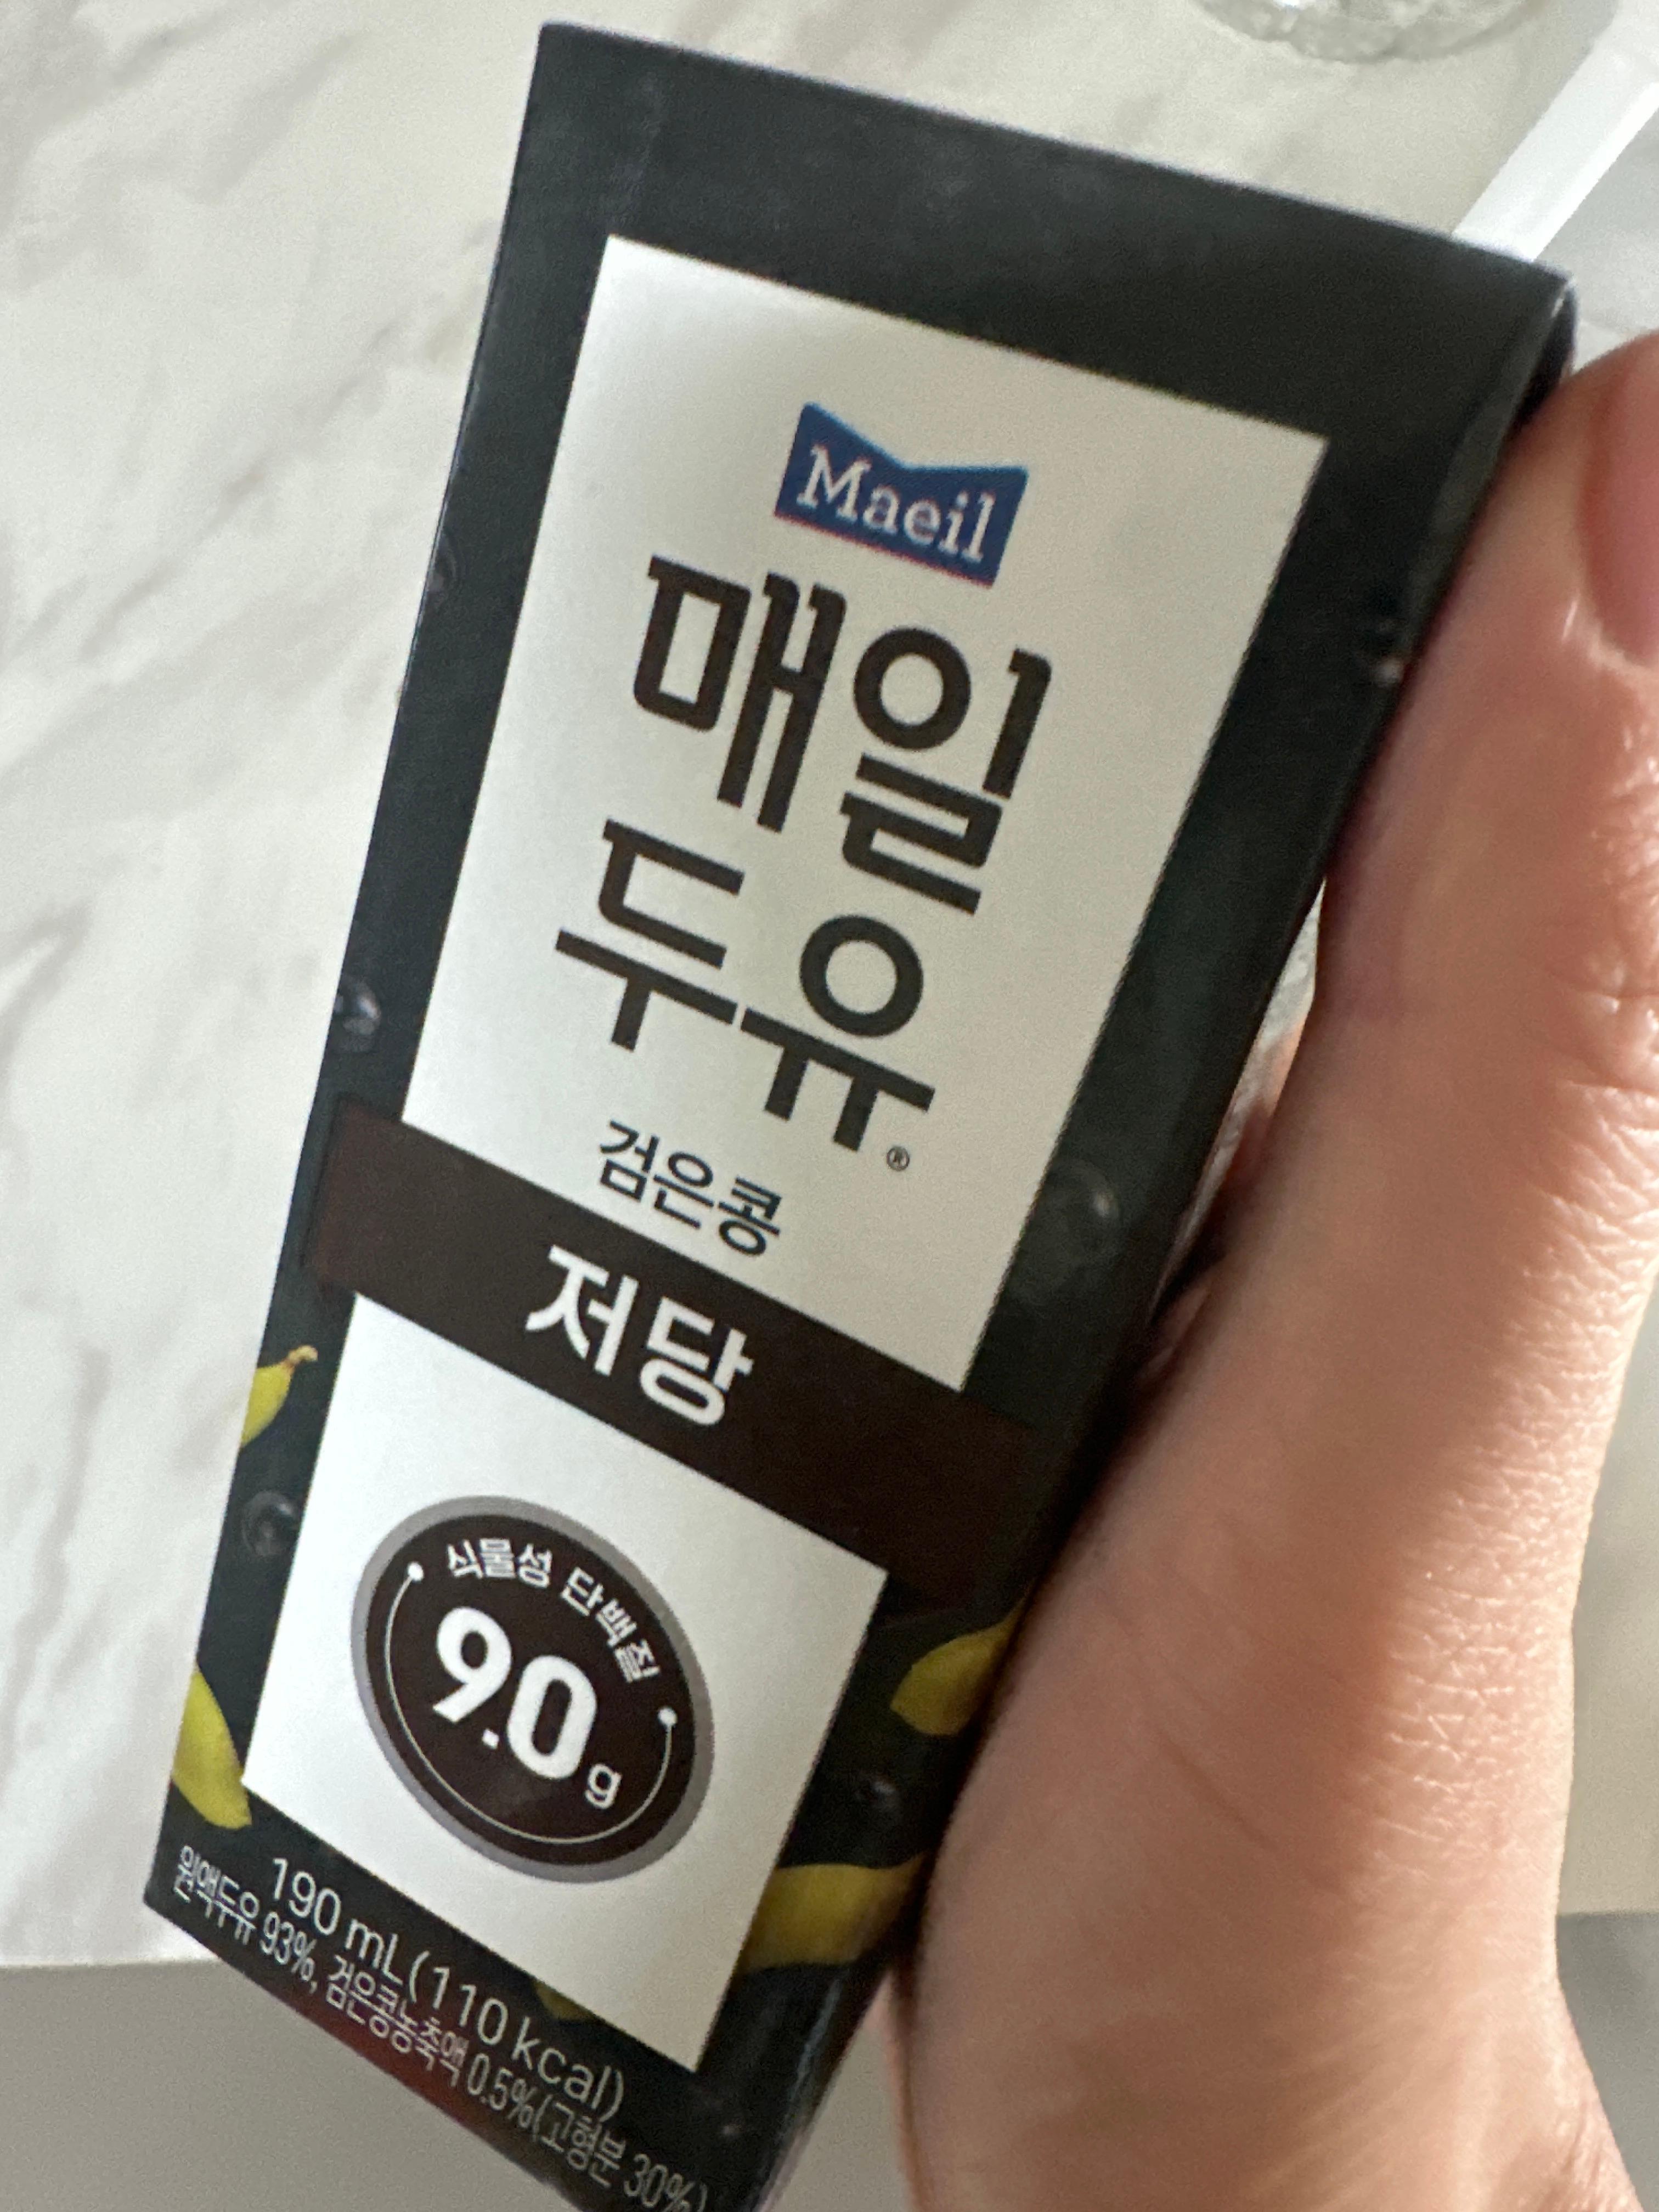 Maeil
매일
두유®
검은콩
저당
식물성 단백질
9.0 g
190 mL(110 kcal)
원액두유 93%, 검은콩농축액 0.5%(고형분 30%)